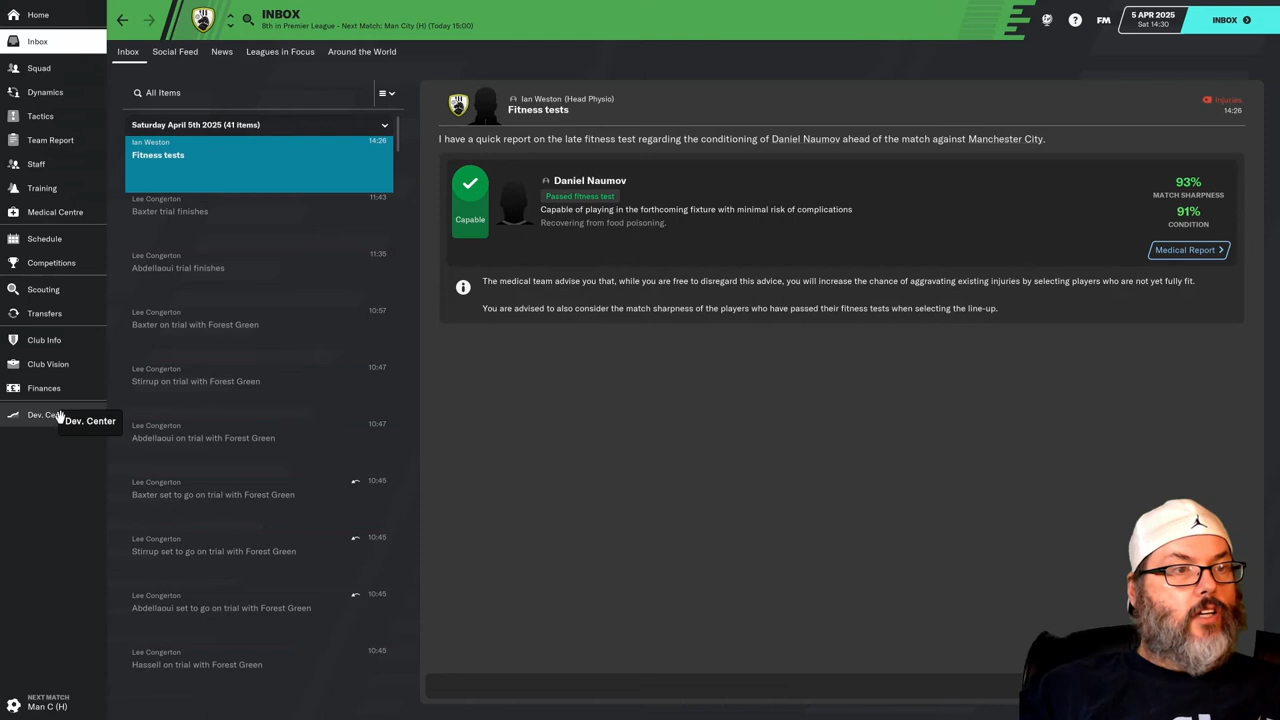 Home
Inbox
Squad
Dynamics
Tactics
Team Report
Staff
Training
Medical Centre
Schedule
Competitions
Scouting
Transfers
Club Info
Club Vision
Finances
Dev. Center
NEXT MATCH
Man C (H)
INBOX
8th in Premier League - Next Match: Man City (H) (Today 15:00)
FM
5 APR 2025
Sat 14:30
INBOX
Inbox
Social Feed
News
Leagues in Focus
Around the World
All Items
Saturday April 5th 2025 (41 items)
Ian Weston 14:26
Fitness tests
Lee Congerton 11:43
Baxter trial finishes
Lee Congerton 11:35
Abdellaoui trial finishes
Lee Congerton 10:57
Baxter on trial with Forest Green
Lee Congerton 10:47
Stirrup on trial with Forest Green
Lee Congerton 10:47
Abdellaoui on trial with Forest Green
Lee Congerton 10:45
Baxter set to go on trial with Forest Green
Lee Congerton 10:45
Stirrup set to go on trial with Forest Green
Lee Congerton 10:45
Abdellaoui set to go on trial with Forest Green
Lee Congerton 10:45
Hassell on trial with Forest Green
Ian Weston (Head Physio)
Fitness tests
Injuries
14:26
I have a quick report on the late fitness test regarding the conditioning of Daniel Naumov ahead of the match against Manchester City.
Capable
Daniel Naumov
Passed fitness test
Capable of playing in the forthcoming fixture with minimal risk of complications
Recovering from food poisoning.
93%
MATCH SHARPNESS
91%
CONDITION
Medical Report
The medical team advise you that, while you are free to disregard this advice, you will increase the chance of aggravating existing injuries by selecting players who are not yet fully fit.
You are advised to also consider the match sharpness of the players who have passed their fitness tests when selecting the line-up.